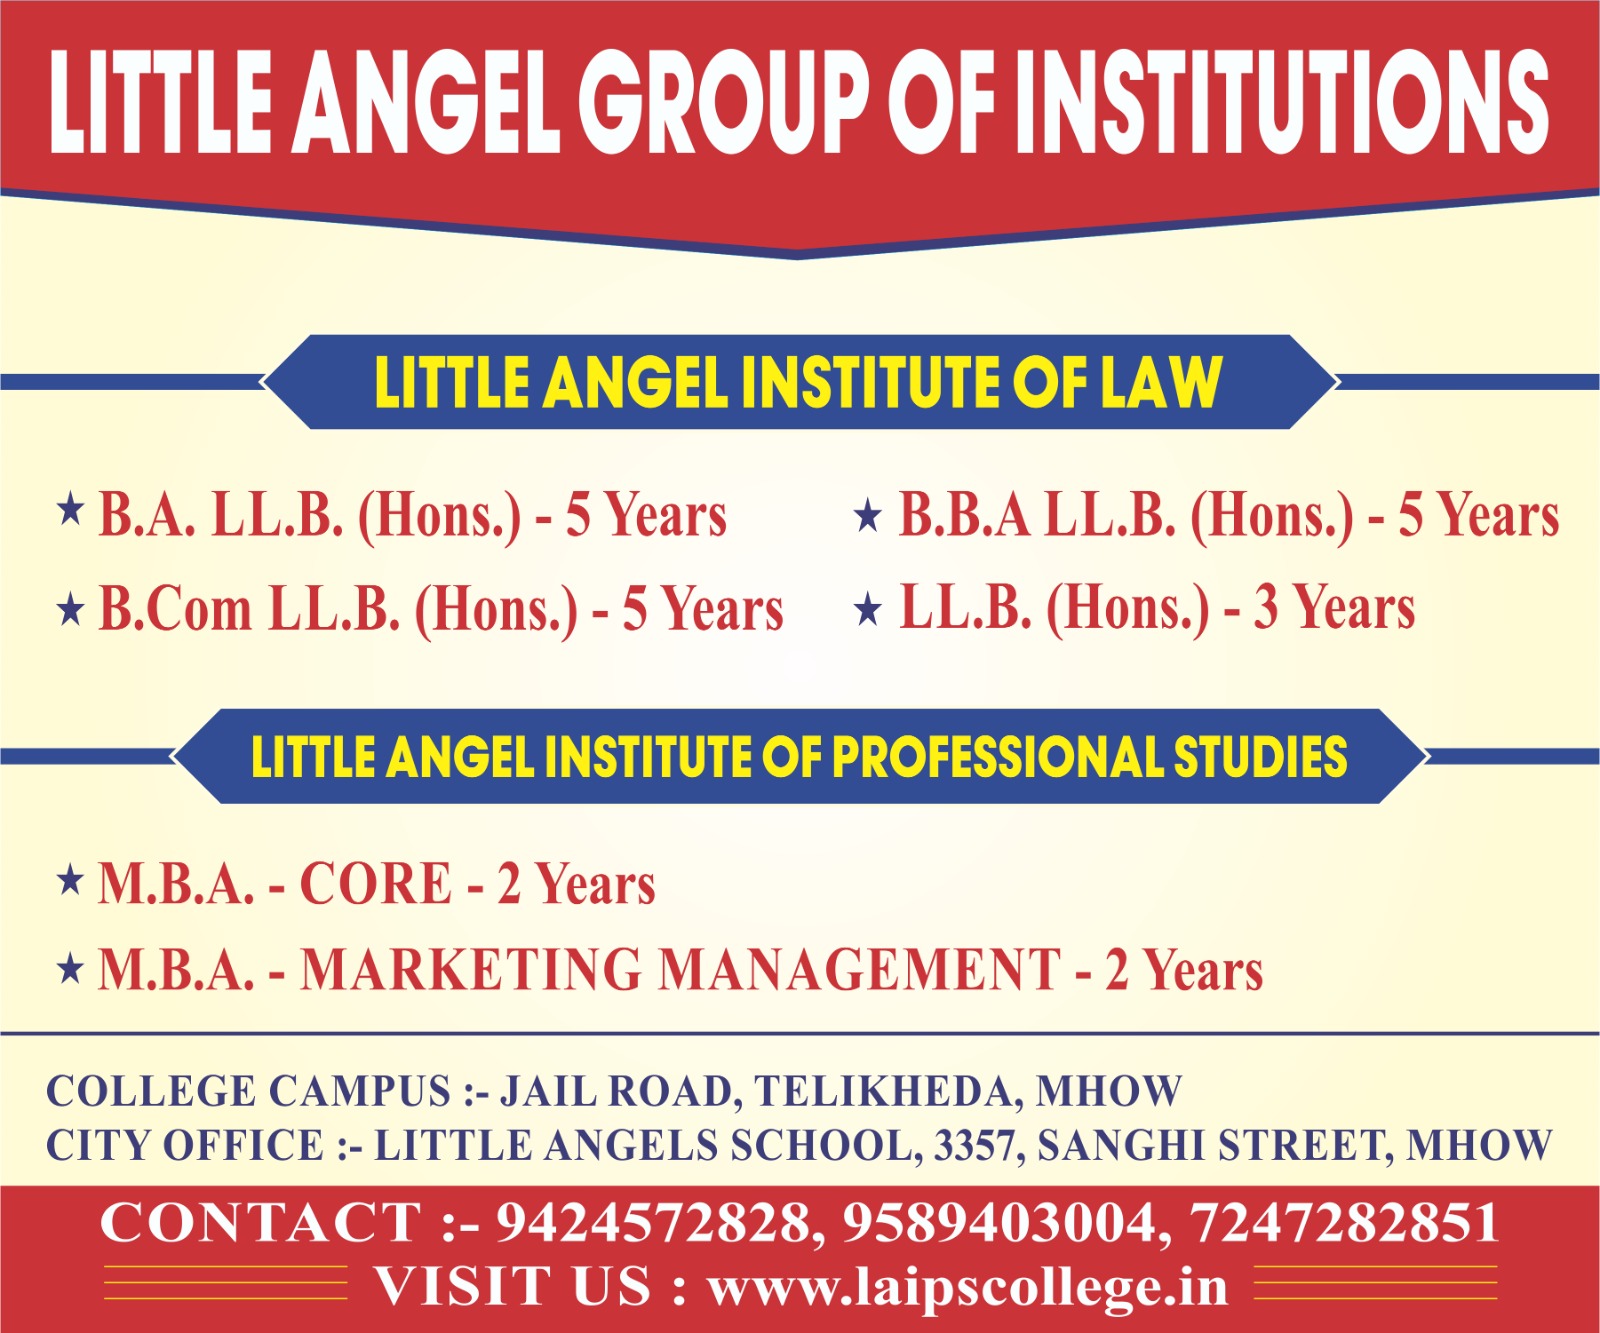 LITTLE ANGEL GROUP OF INSTITUTIONS
LITTLE ANGEL INSTITUTE OF LAW
★ B.A. LL.B. (Hons.) - 5 Years
★ B.B.A LL.B. (Hons.) - 5 Years
★ B.Com LL.B. (Hons.) - 5 Years
★ LL.B. (Hons.) - 3 Years
LITTLE ANGEL INSTITUTE OF PROFESSIONAL STUDIES
★ M.B.A. - CORE - 2 Years
★ M.B.A. - MARKETING MANAGEMENT - 2 Years
COLLEGE CAMPUS :- JAIL ROAD, TELIKHEDA, MHOW
CITY OFFICE :- LITTLE ANGELS SCHOOL, 3357, SANGHI STREET, MHOW
CONTACT :- 9424572828, 9589403004, 7247282851
VISIT US : www.laipscollege.in